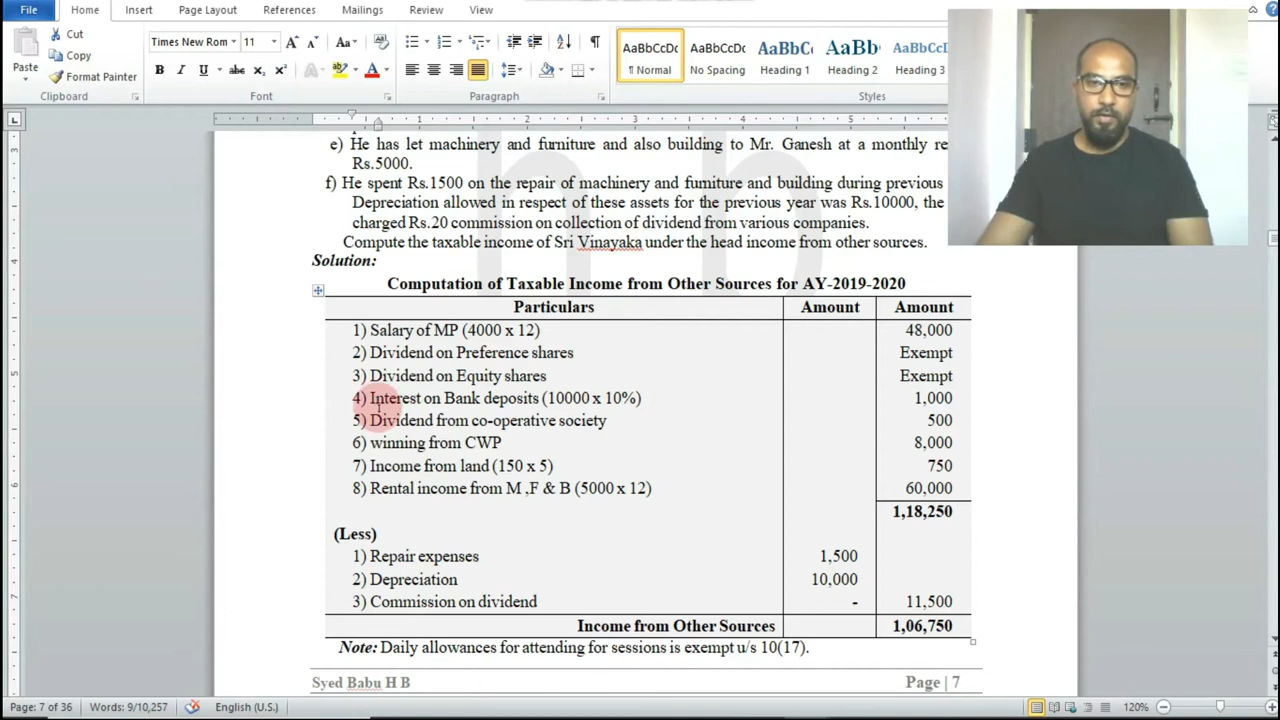 File Home Insert Page Layout References Mailings Review View
Cut
Copy
Format Painter
Paste
Times New Rom 11
AaBbCcDc AaBbCcDc AaBbCc AaBb AaBbCcD
¶ Normal No Spacing Heading 1 Heading 2 Heading 3
Clipboard Font Paragraph Styles
e) He has let machinery and furniture and also building to Mr. Ganesh at a monthly re
Rs.5000.
f) He spent Rs.1500 on the repair of machinery and furniture and building during previous
Depreciation allowed in respect of these assets for the previous year was Rs.10000, the
charged Rs.20 commission on collection of dividend from various companies.
Compute the taxable income of Sri Vinayaka under the head income from other sources.
Solution:
Computation of Taxable Income from Other Sources for AY-2019-2020
Particulars Amount Amount
1) Salary of MP (4000 x 12) 48,000
2) Dividend on Preference shares Exempt
3) Dividend on Equity shares Exempt
4) Interest on Bank deposits (10000 x 10%) 1,000
5) Dividend from co-operative society 500
6) winning from CWP 8,000
7) Income from land (150 x 5) 750
8) Rental income from M ,F & B (5000 x 12) 60,000
1,18,250
(Less)
1) Repair expenses 1,500
2) Depreciation 10,000
3) Commission on dividend - 11,500
Income from Other Sources 1,06,750
Note: Daily allowances for attending for sessions is exempt u/s 10(17).
Syed Babu H B Page | 7
Page: 7 of 36 Words: 9/10,257 English (U.S.) 120%